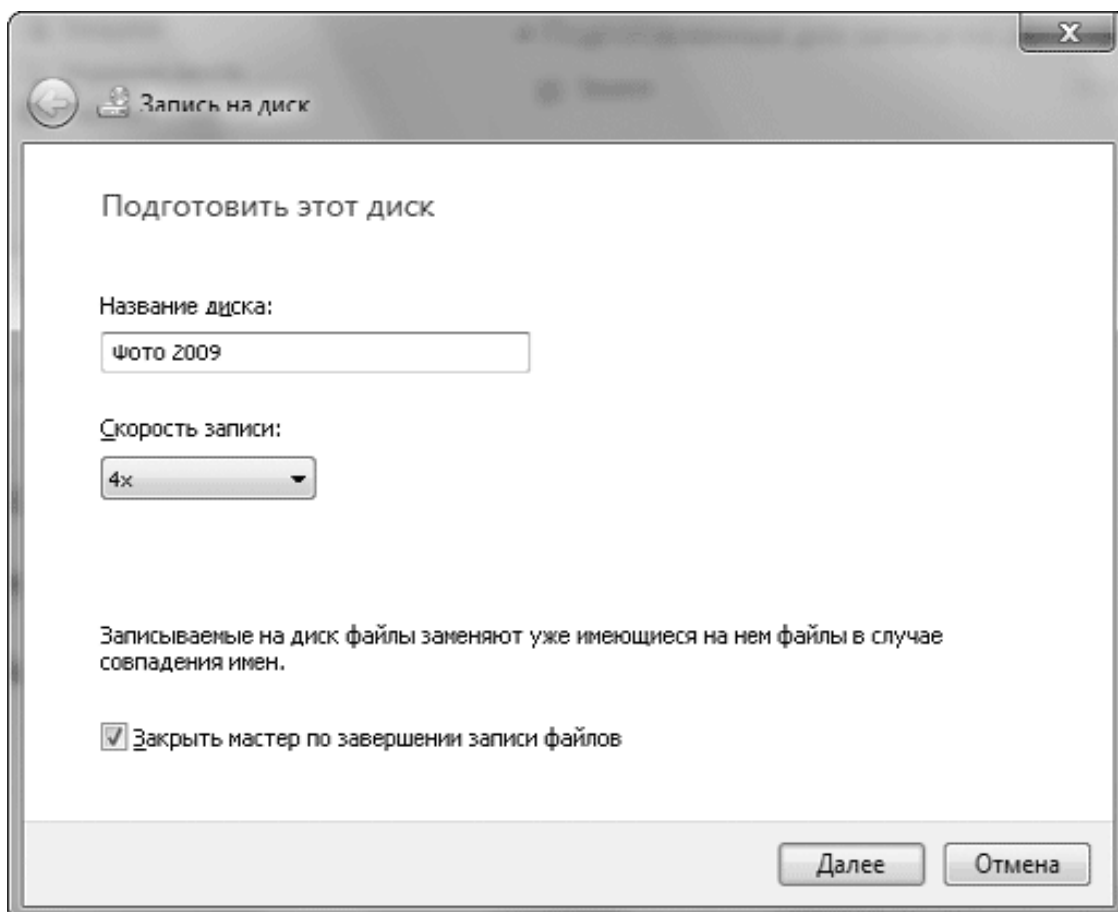 Запись на диск
Подготовить этот диск
Название диска:
Фото 2009
Скорость записи:
4x
Записываемые на диск файлы заменяют уже имеющиеся на нем файлы в случае
совпадения имен.
Закрыть мастер по завершении записи файлов
Далее
Отмена